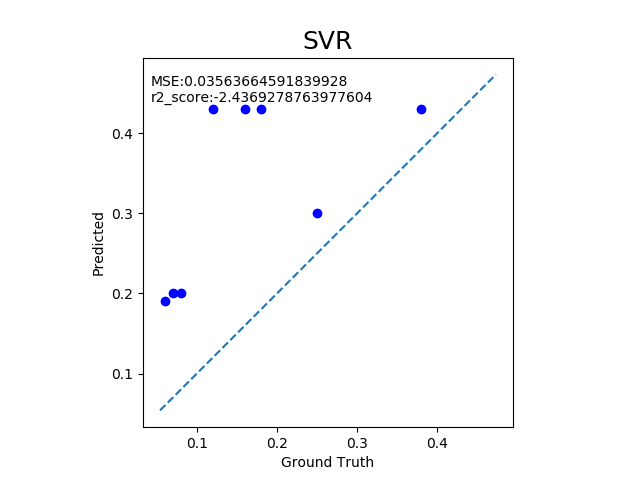 SVR
MSE:0.03563664591839928
r2_score:-2.4369278763977604
0.4
0.3
0.2
0.1
Predicted
0.1 0.2 0.3 0.4
Ground Truth